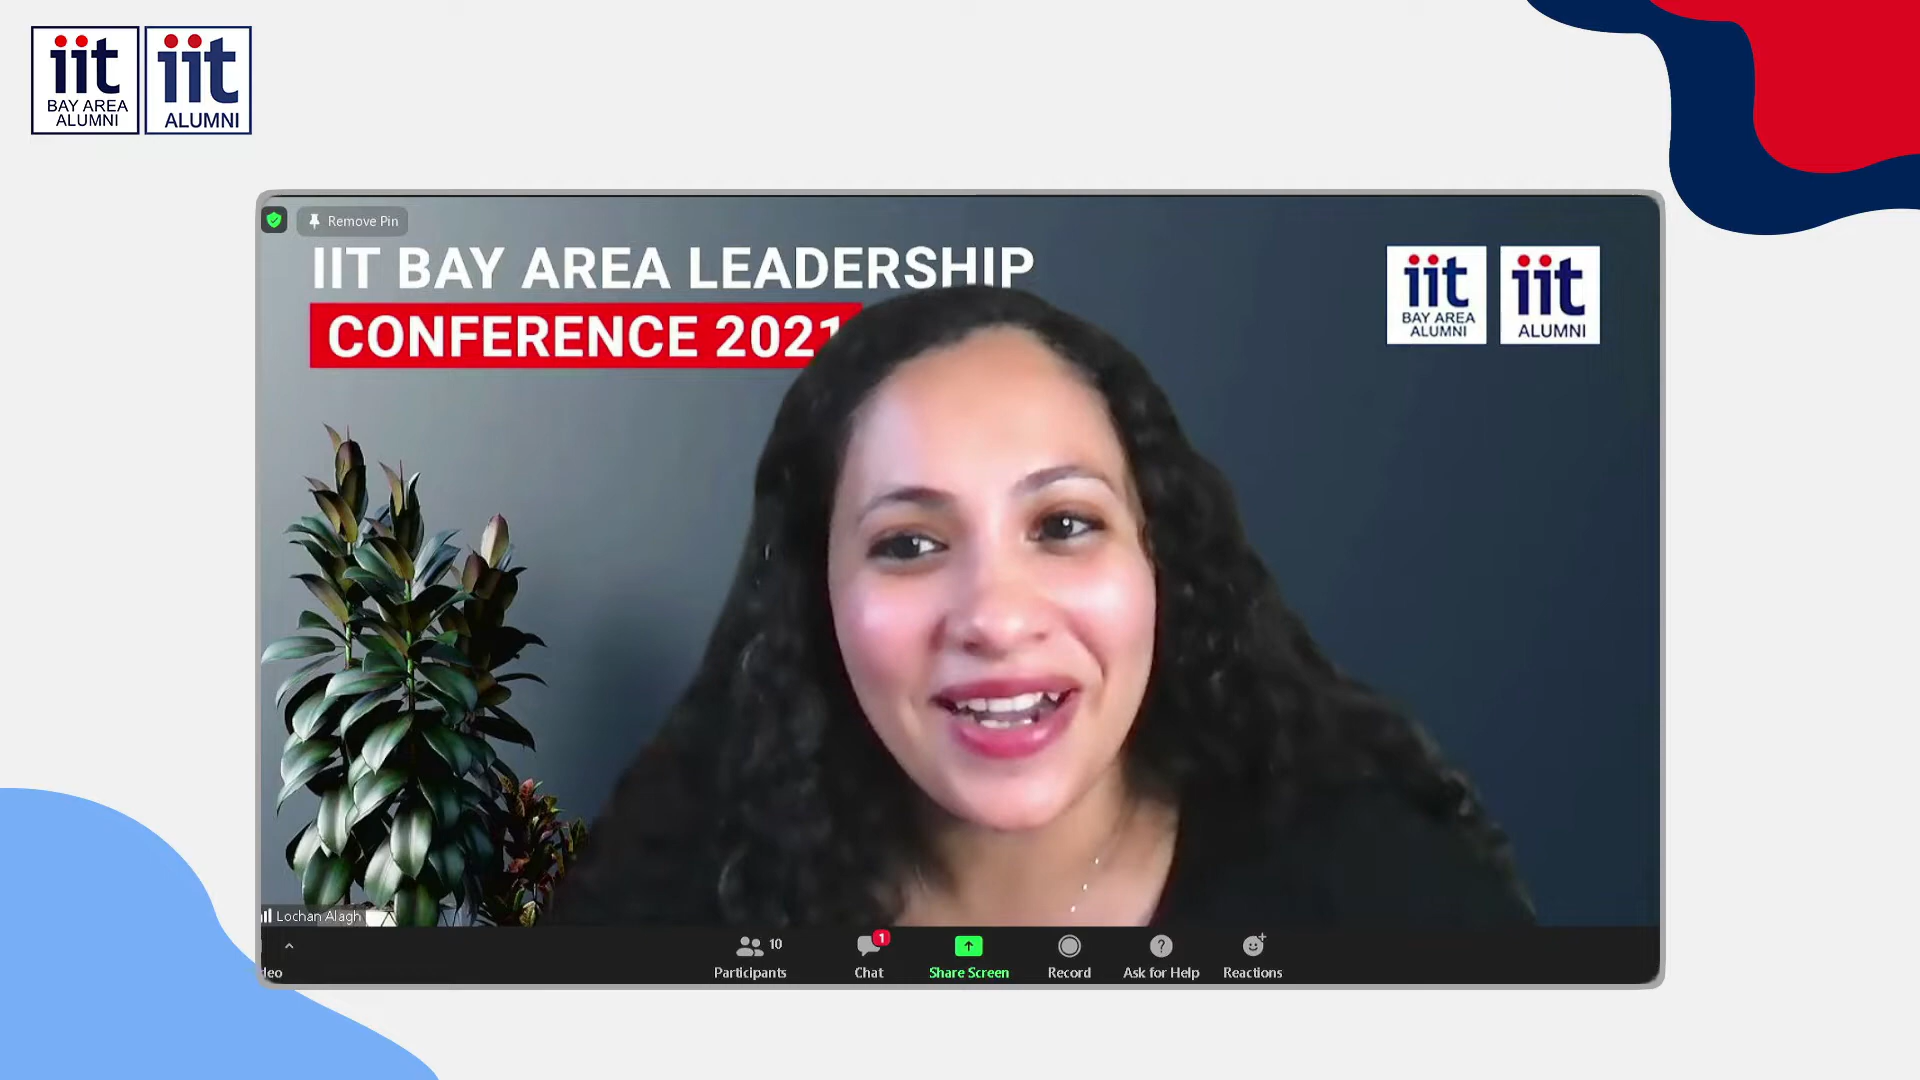 iit
BAY AREA
ALUMNI
iit
ALUMNI
Remove Pin
IIT BAY AREA LEADERSHIP
CONFERENCE 2021
iit
BAY AREA
ALUMNI
iit
ALUMNI
Lochan Alagh
10
1
deo
Participants
Chat
Share Screen
Record
Ask for Help
Reactions